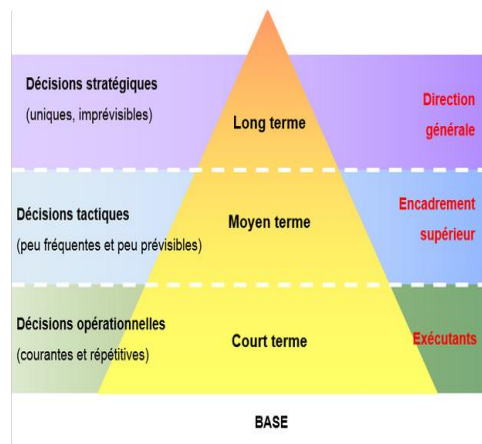 Décisions stratégiques
(uniques, imprévisibles)
Long terme
Direction
générale
Décisions tactiques
(peu fréquentes et peu prévisibles)
Moyen terme
Encadrement
supérieur
Décisions opérationnelles
(courantes et répétitives)
Court terme
Exécutants
BASE